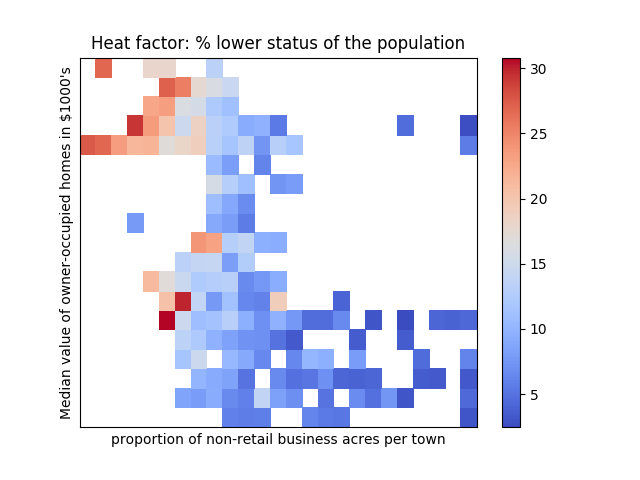 Heat factor: % lower status of the population
Median value of owner-occupied homes in $1000's
proportion of non-retail business acres per town
30
25
20
15
10
5